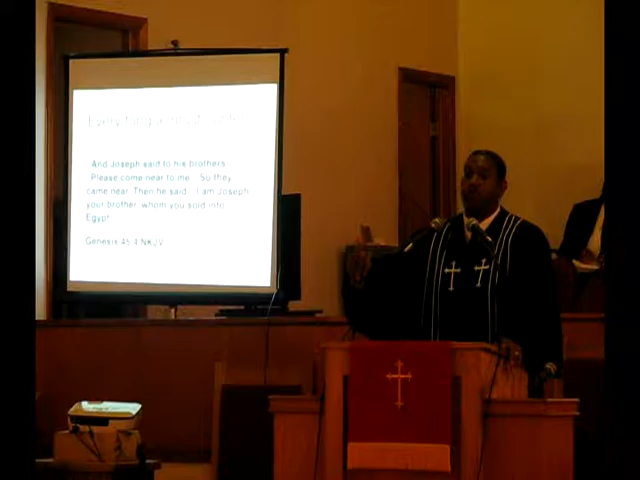 And Joseph said to his brothers
Please come near to me So they
came near. Then he said I am Joseph
your brother, whom you sold into
Egypt
Genesis 45:4 NKJV